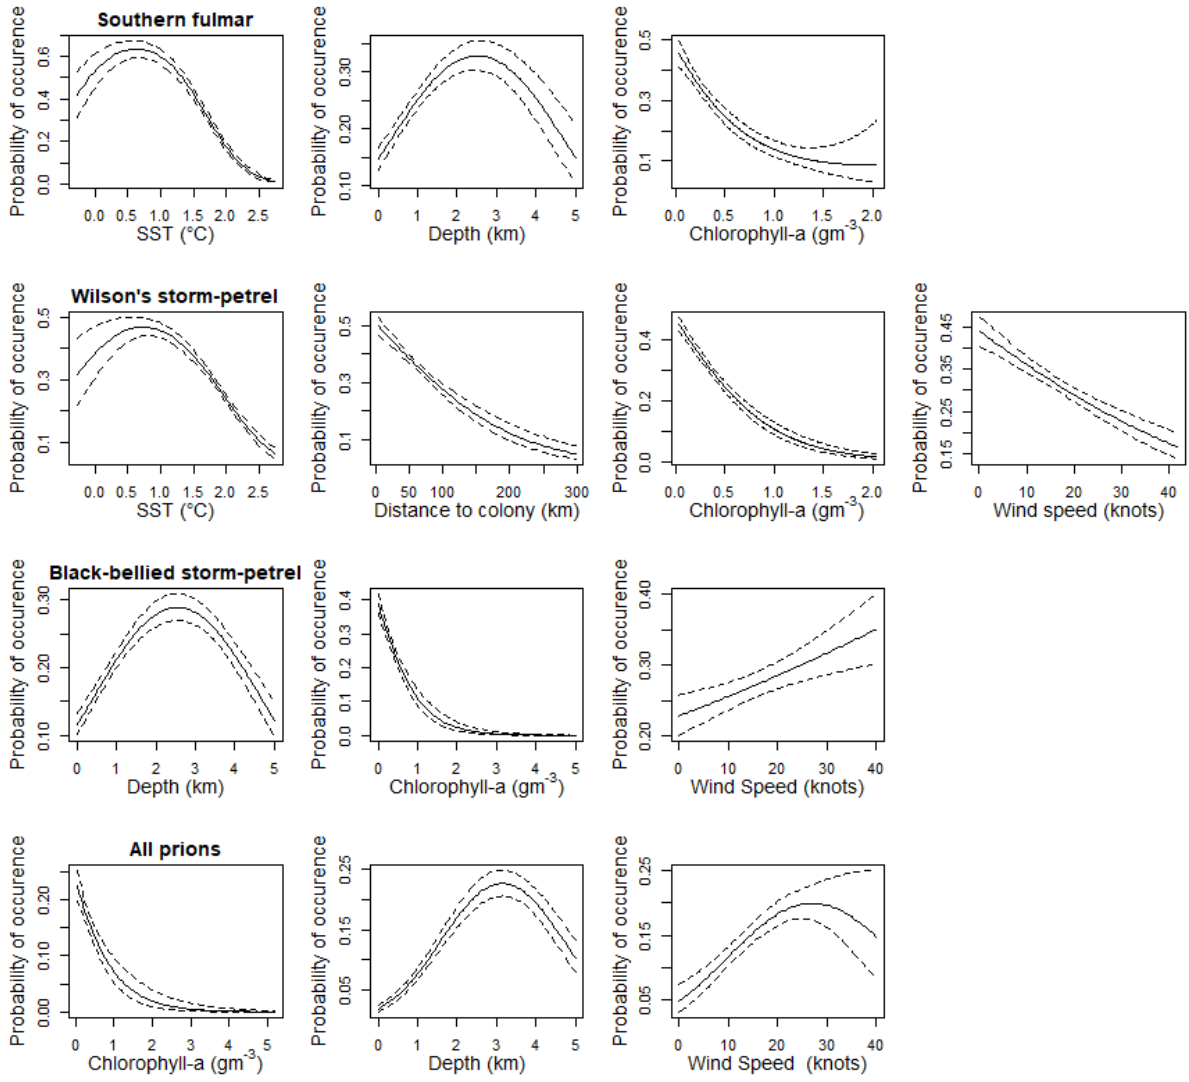 Southern fulmar
Probability of occurence
0.0 0.2 0.4 0.6
0.0 0.5 1.0 1.5 2.0 2.5
SST (°C)
Probability of occurence
0.10 0.20 0.30
0 1 2 3 4 5
Depth (km)
Probability of occurence
0.1 0.3 0.5
0.0 0.5 1.0 1.5 2.0
Chlorophyll-a (gm-3)
Wilson's storm-petrel
Probability of occurence
0.1 0.3 0.5
0.0 0.5 1.0 1.5 2.0 2.5
SST (°C)
Probability of occurence
0.1 0.3 0.5
0 50 100 200 300
Distance to colony (km)
Probability of occurence
0.0 0.2 0.4
0.0 0.5 1.0 1.5 2.0
Chlorophyll-a (gm-3)
Probability of occurence
0.15 0.25 0.35 0.45
0 10 20 30 40
Wind speed (knots)
Black-bellied storm-petrel
Probability of occurence
0.10 0.20 0.30
0 1 2 3 4 5
Depth (km)
Probability of occurence
0.0 0.1 0.2 0.3 0.4
0 1 2 3 4 5
Chlorophyll-a (gm-3)
Probability of occurence
0.20 0.30 0.40
0 10 20 30 40
Wind Speed (knots)
All prions
Probability of occurence
0.00 0.10 0.20
0 1 2 3 4 5
Chlorophyll-a (gm-3)
Probability of occurence
0.05 0.15 0.25
0 1 2 3 4 5
Depth (km)
Probability of occurence
0.05 0.15 0.25
0 10 20 30 40
Wind Speed (knots)